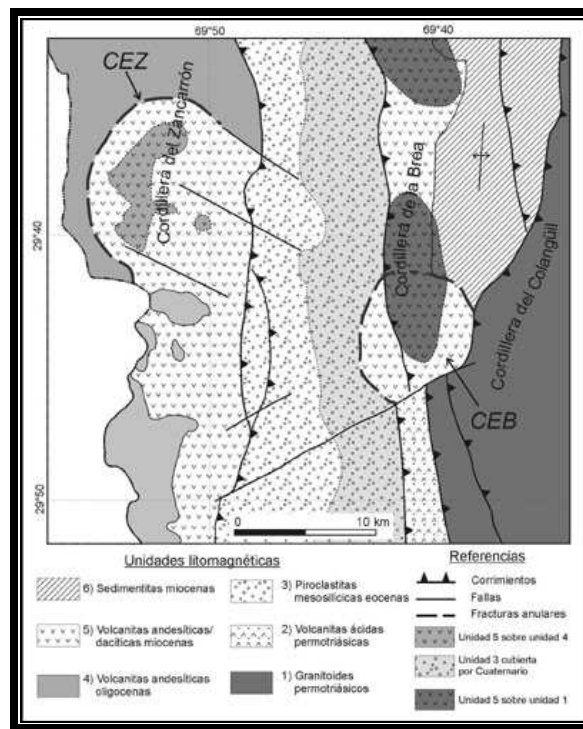 69°50
69°40
CEZ
Cordillera del Zancarrón
Cordillera de la Brea
29°40
Cordillera del Colangüil
CEB
29°50
0 10 km
Unidades litomagnéticas
6) Sedimentitas miocenas
5) Volcanitas andesíticas/
dacíticas miocenas
4) Volcanitas andesíticas
oligocenas
3) Piroclastitas
mesosilícicas eocenas
2) Volcanitas ácidas
permotriásicas
1) Granitoides
permotriásicos
Referencias
Corrimientos
Fallas
Fracturas anulares
Unidad 5 sobre unidad 4
Unidad 3 cubierta
por Cuaternario
Unidad 5 sobre unidad 1